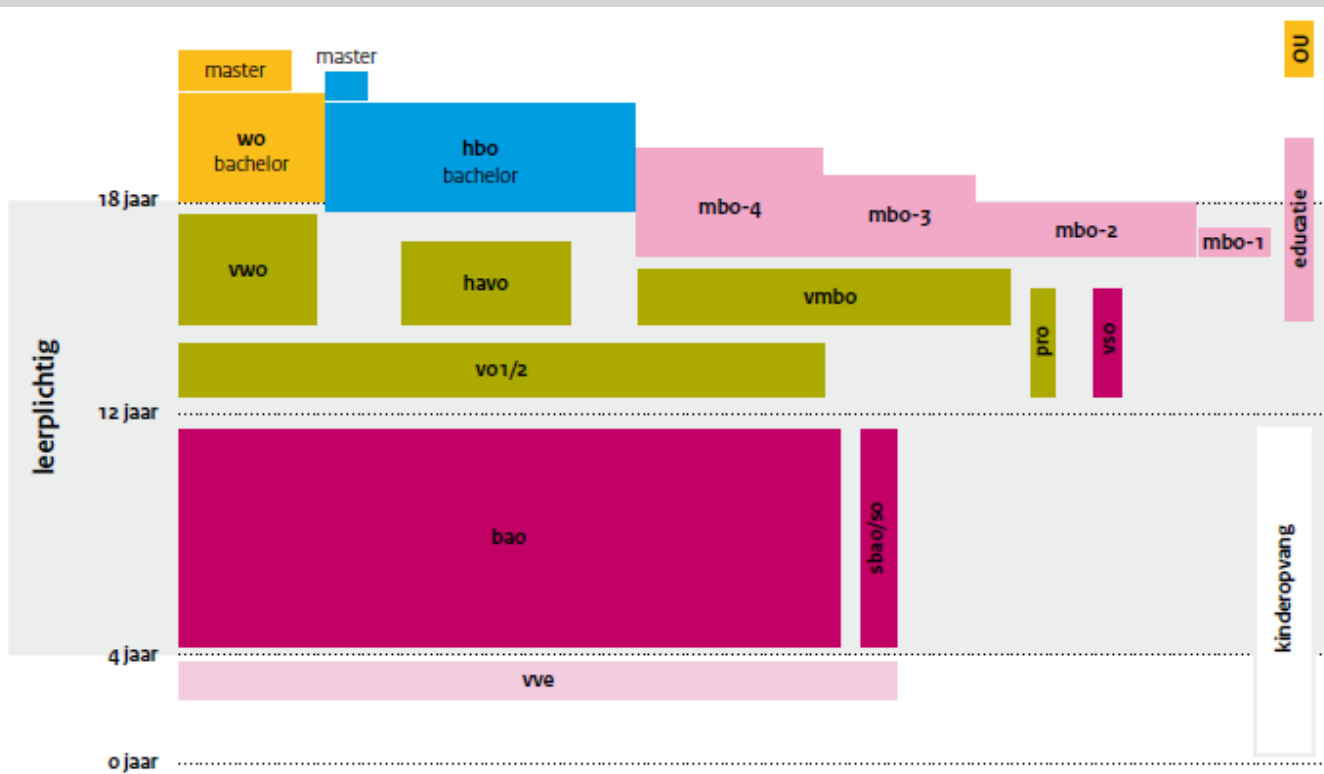 OU
master
master
wo
bachelor
hbo
bachelor
18 jaar
mbo-4
mbo-3
mbo-2
mbo-1
educatie
vwo
havo
vmbo
pro
vso
vo1/2
leerplichtig
12 jaar
bao
sbao/so
kinderopvang
4 jaar
vve
0 jaar